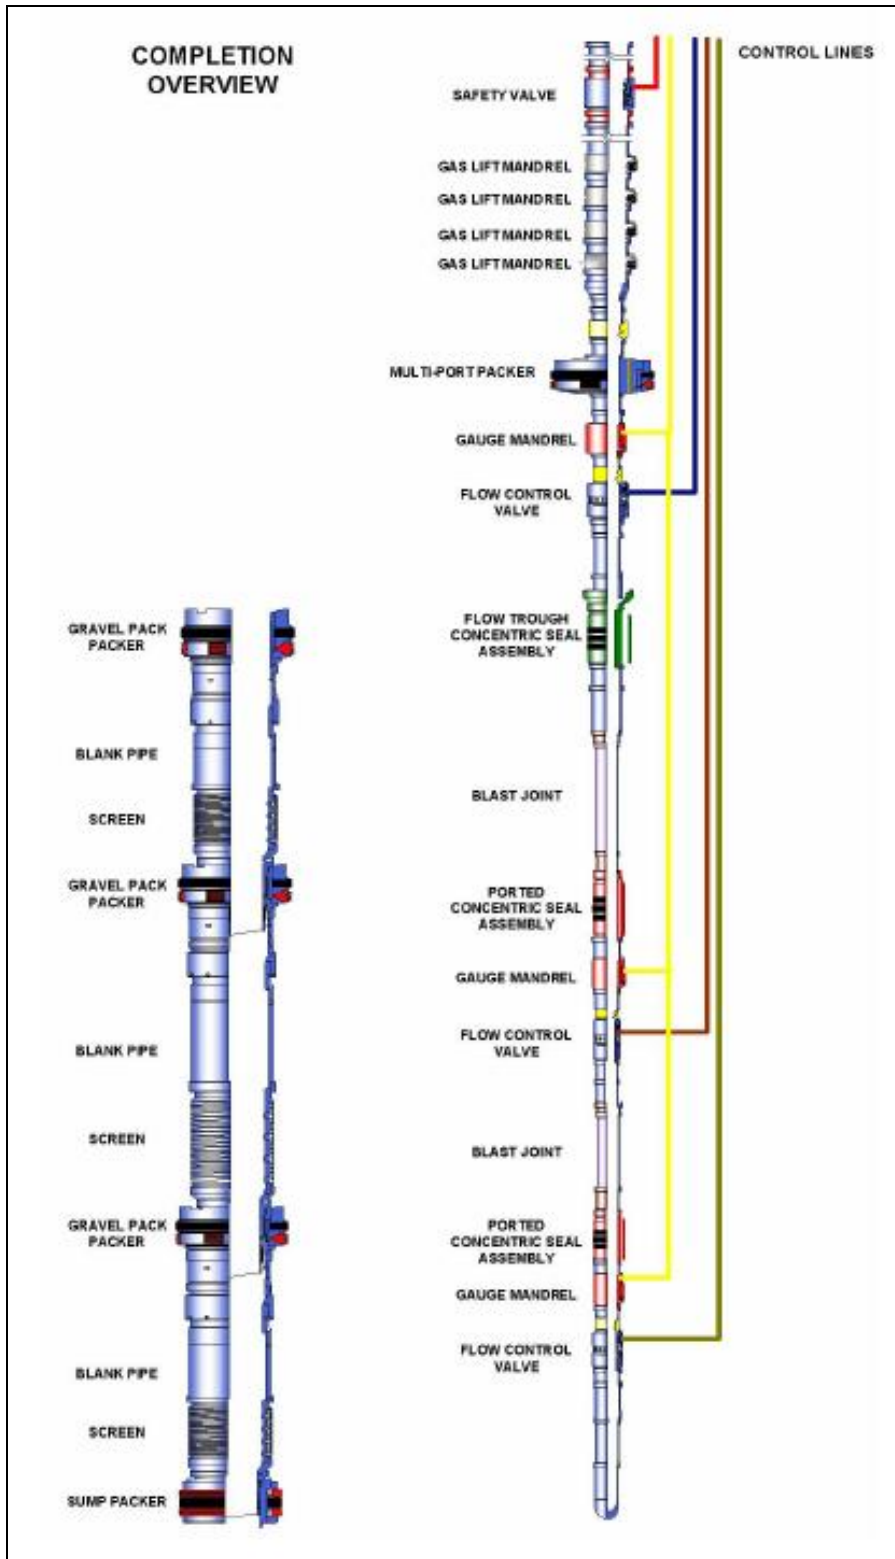 COMPLETION
OVERVIEW
CONTROL LINES
SAFETY VALVE
GAS LIFT MANDREL
GAS LIFT MANDREL
GAS LIFT MANDREL
GAS LIFT MANDREL
MULTI-PORT PACKER
GAUGE MANDREL
FLOW CONTROL
VALVE
FLOW TROUGH
CONCENTRIC SEAL
ASSEMBLY
BLAST JOINT
PORTED
CONCENTRIC SEAL
ASSEMBLY
GAUGE MANDREL
FLOW CONTROL
VALVE
BLAST JOINT
PORTED
CONCENTRIC SEAL
ASSEMBLY
GAUGE MANDREL
FLOW CONTROL
VALVE
GRAVEL PACK
PACKER
BLANK PIPE
SCREEN
GRAVEL PACK
PACKER
BLANK PIPE
SCREEN
GRAVEL PACK
PACKER
BLANK PIPE
SCREEN
SUMP PACKER